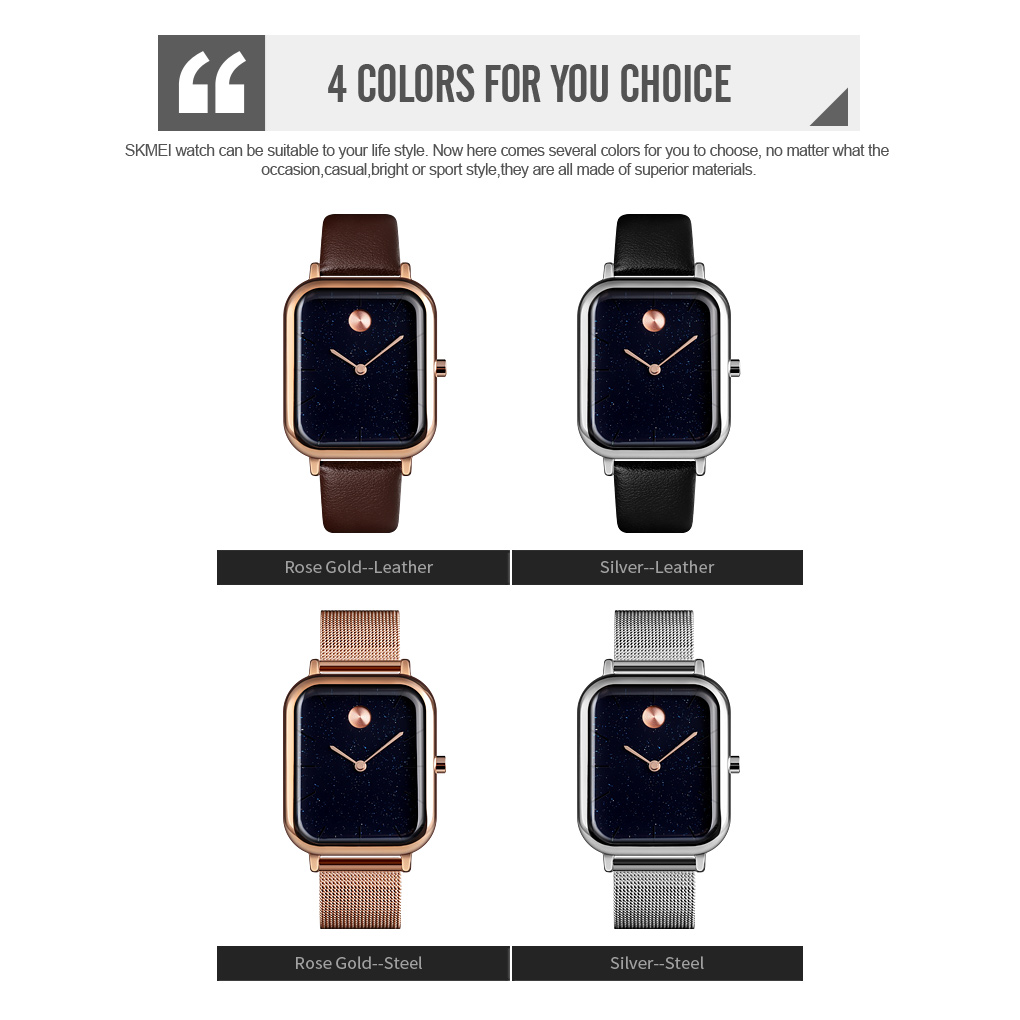 4 COLORS FOR YOU CHOICE
SKMEI watch can be suitable to your life style. Now here comes several colors for you to choose, no matter what the
occasion,casual,bright or sport style,they are all made of superior materials.
Rose Gold--Leather
Silver--Leather
Rose Gold--Steel
Silver--Steel